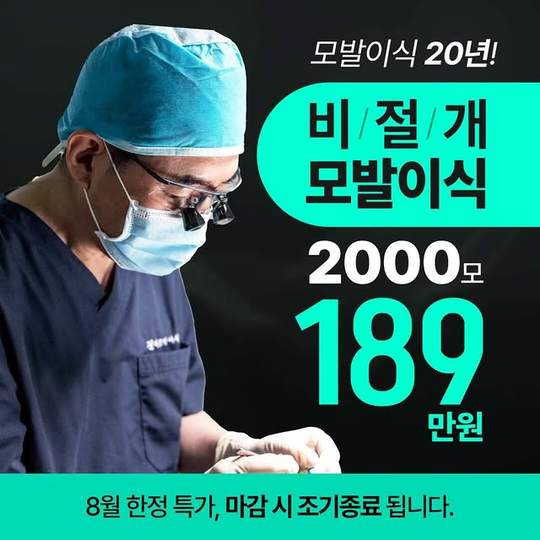 모발이식 20년!
비/절/개
모발이식
2000모
189
만원
8월 한정 특가, 마감 시 조기종료 됩니다.